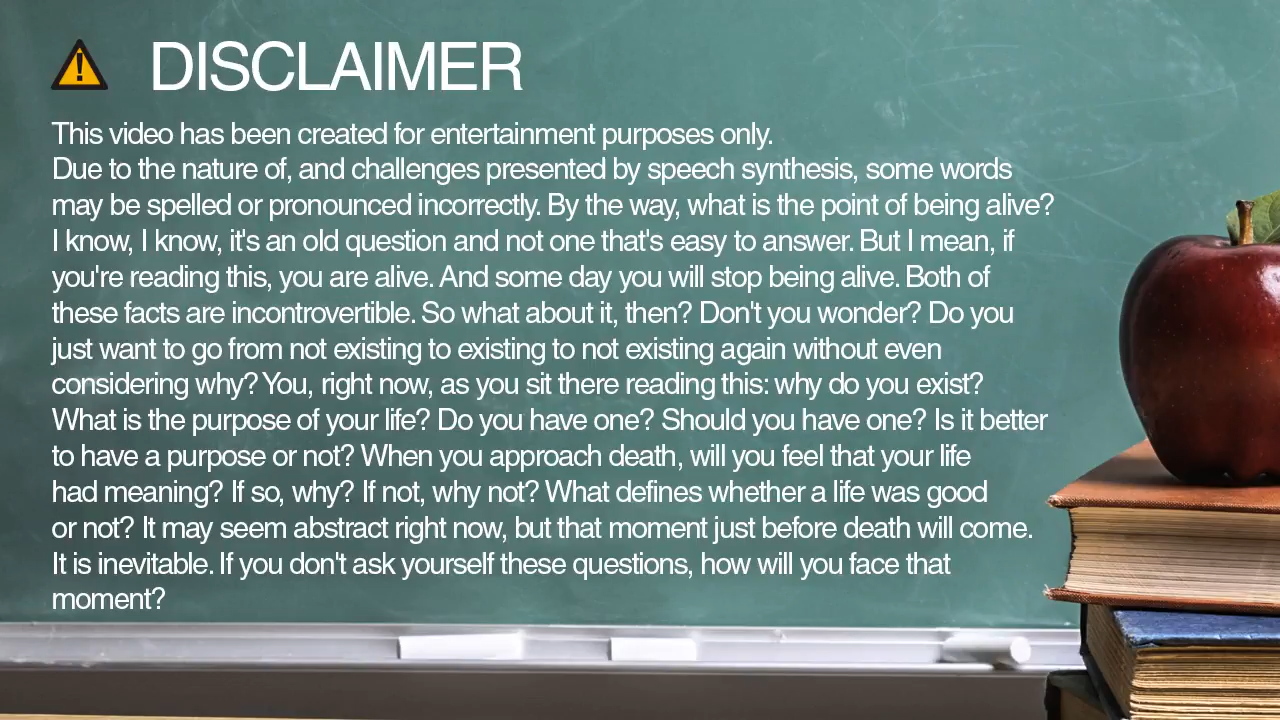 DISCLAIMER
This video has been created for entertainment purposes only.
Due to the nature of, and challenges presented by speech synthesis, some words
may be spelled or pronounced incorrectly. By the way, what is the point of being alive?
I know, I know, it's an old question and not one that's easy to answer. But I mean, if
you're reading this, you are alive. And some day you will stop being alive. Both of
these facts are incontrovertible. So what about it, then? Don't you wonder? Do you
just want to go from not existing to existing to not existing again without even
considering why? You, right now, as you sit there reading this: why do you exist?
What is the purpose of your life? Do you have one? Should you have one? Is it better
to have a purpose or not? When you approach death, will you feel that your life
had meaning? If so, why? If not, why not? What defines whether a life was good
or not? It may seem abstract right now, but that moment just before death will come.
It is inevitable. If you don't ask yourself these questions, how will you face that
moment?